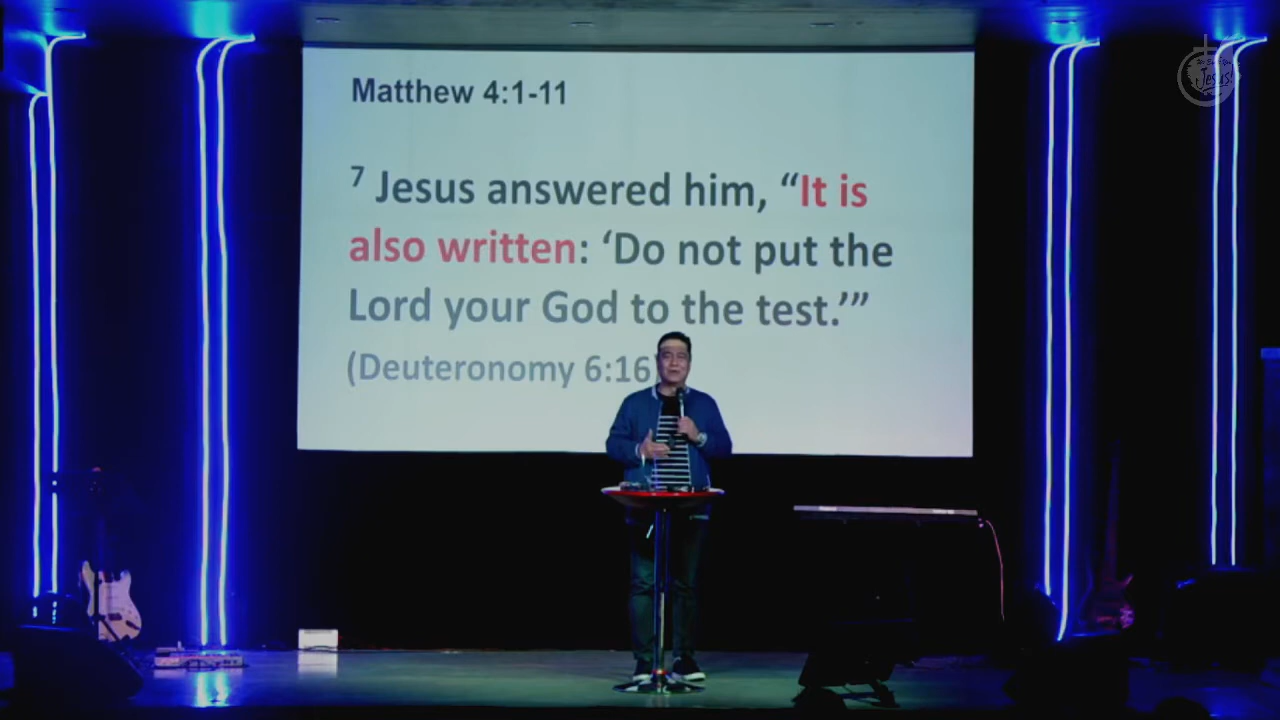 Matthew 4:1-11
⁷ Jesus answered him, “It is
also written: ‘Do not put the
Lord your God to the test.’”
(Deuteronomy 6:16
Jesus!